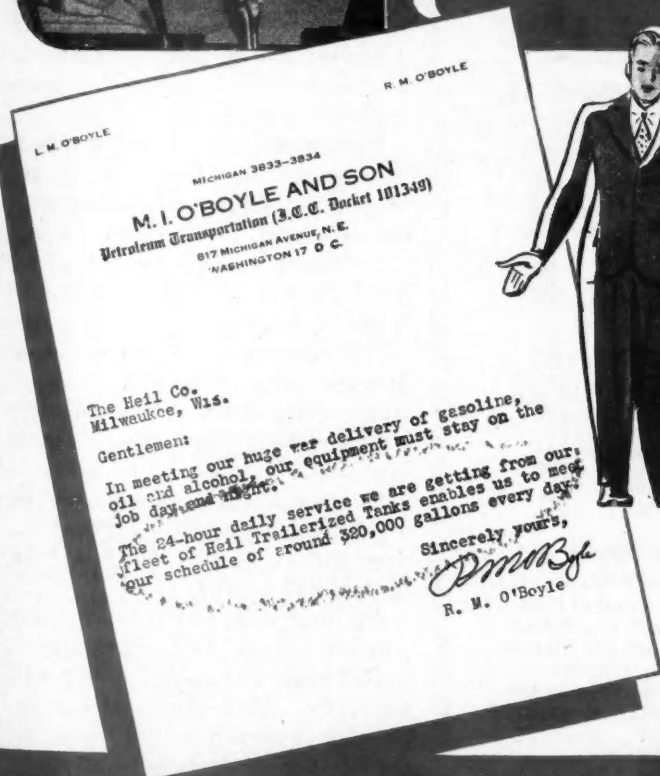 L. M. O'BOYLE
R. M. O'BOYLE
MICHIGAN 3833-3834
M. I. O'BOYLE AND SON
Petroleum Transportation (I.C.C. Docket 101349)
817 MICHIGAN AVENUE, N. E.
WASHINGTON 17 D C.
The Heil Co.
Milwaukee, Wis.
Gentlemen:
In meeting our huge war delivery of gasoline,
oil and alcohol, our equipment must stay on the
job day and night.
The 24-hour daily service we are getting from our
fleet of Heil Trailerized Tanks enables us to meet
our schedule of around 320,000 gallons every day.
Sincerely yours,
R M O'Boyle
R. M. O'Boyle